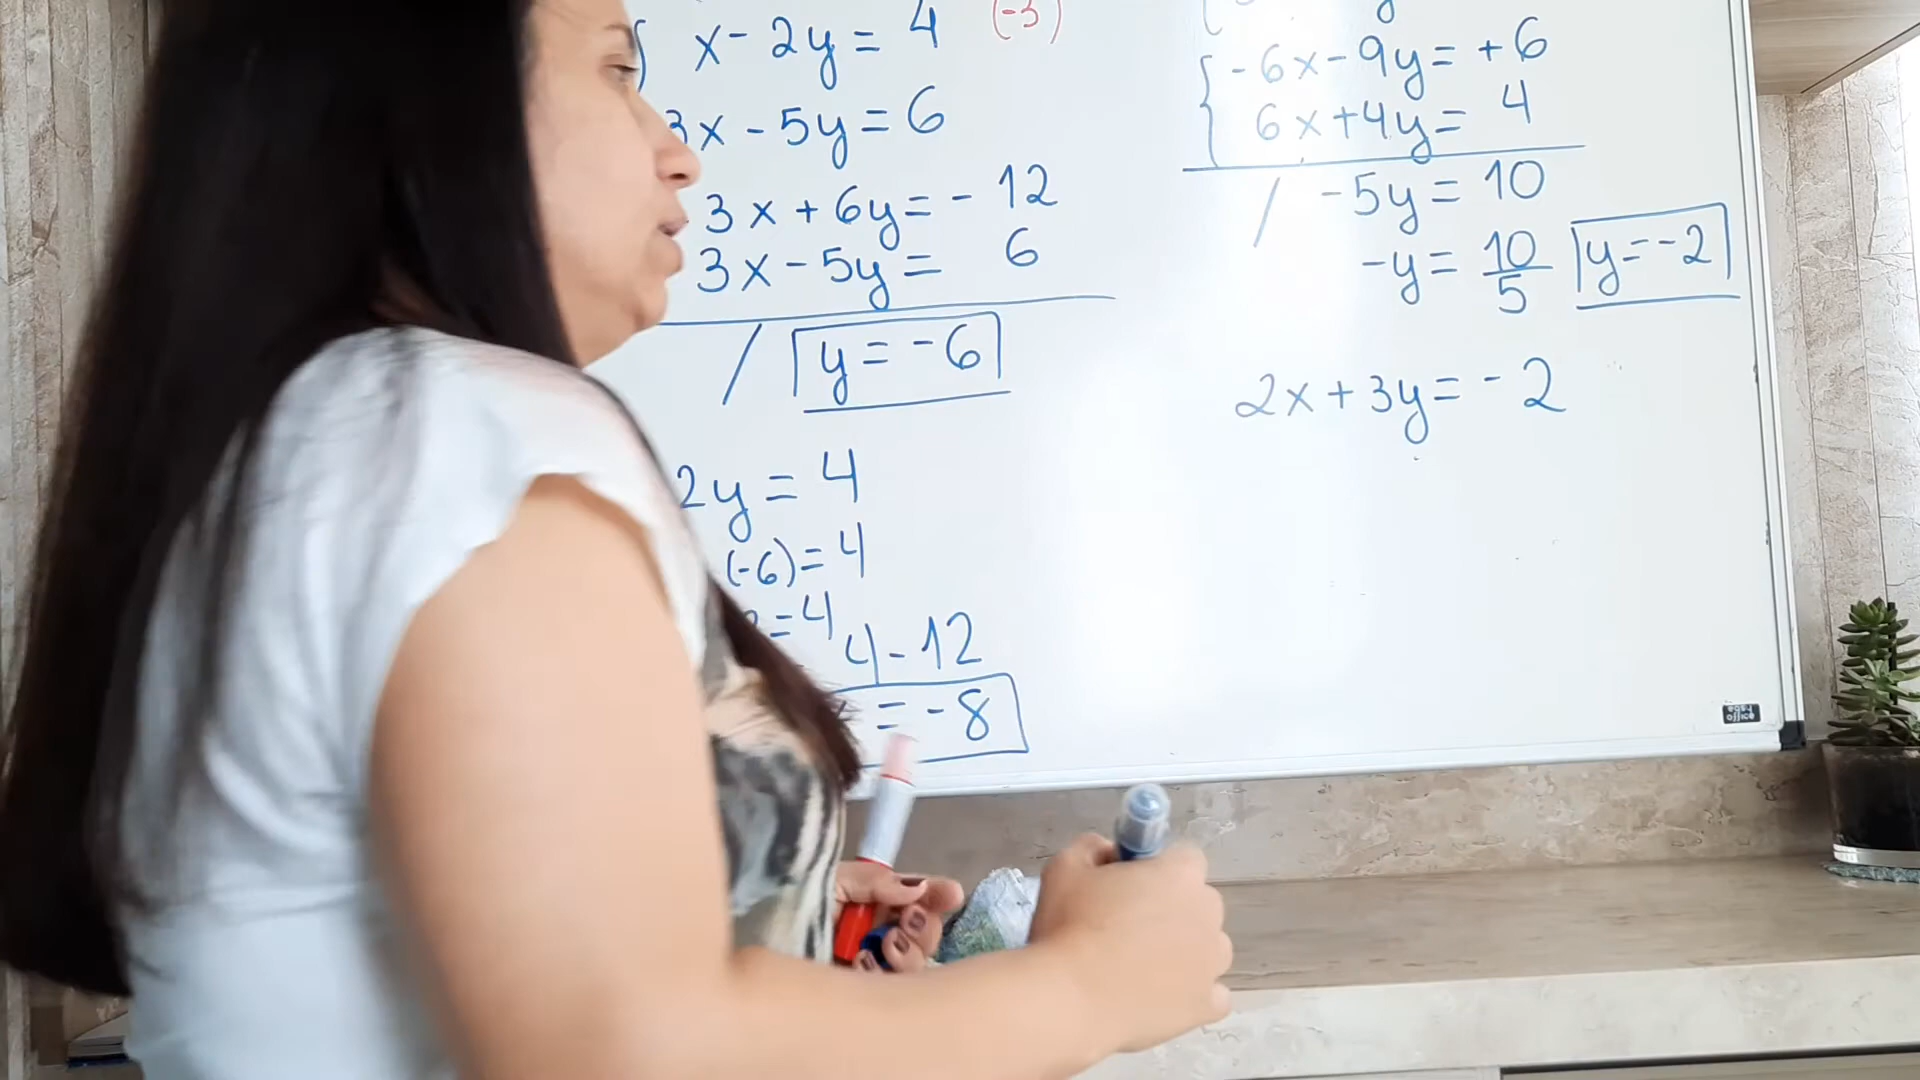 x - 2y = 4 (-3)
3x - 5y = 6
3x + 6y = - 12
3x - 5y = 6
/ y = -6
2y = 4
(-6) = 4
= 4
4 - 12
= -8
-6x - 9y = +6
6x + 4y = 4
/ -5y = 10
-y = 10/5 y = -2
2x + 3y = -2